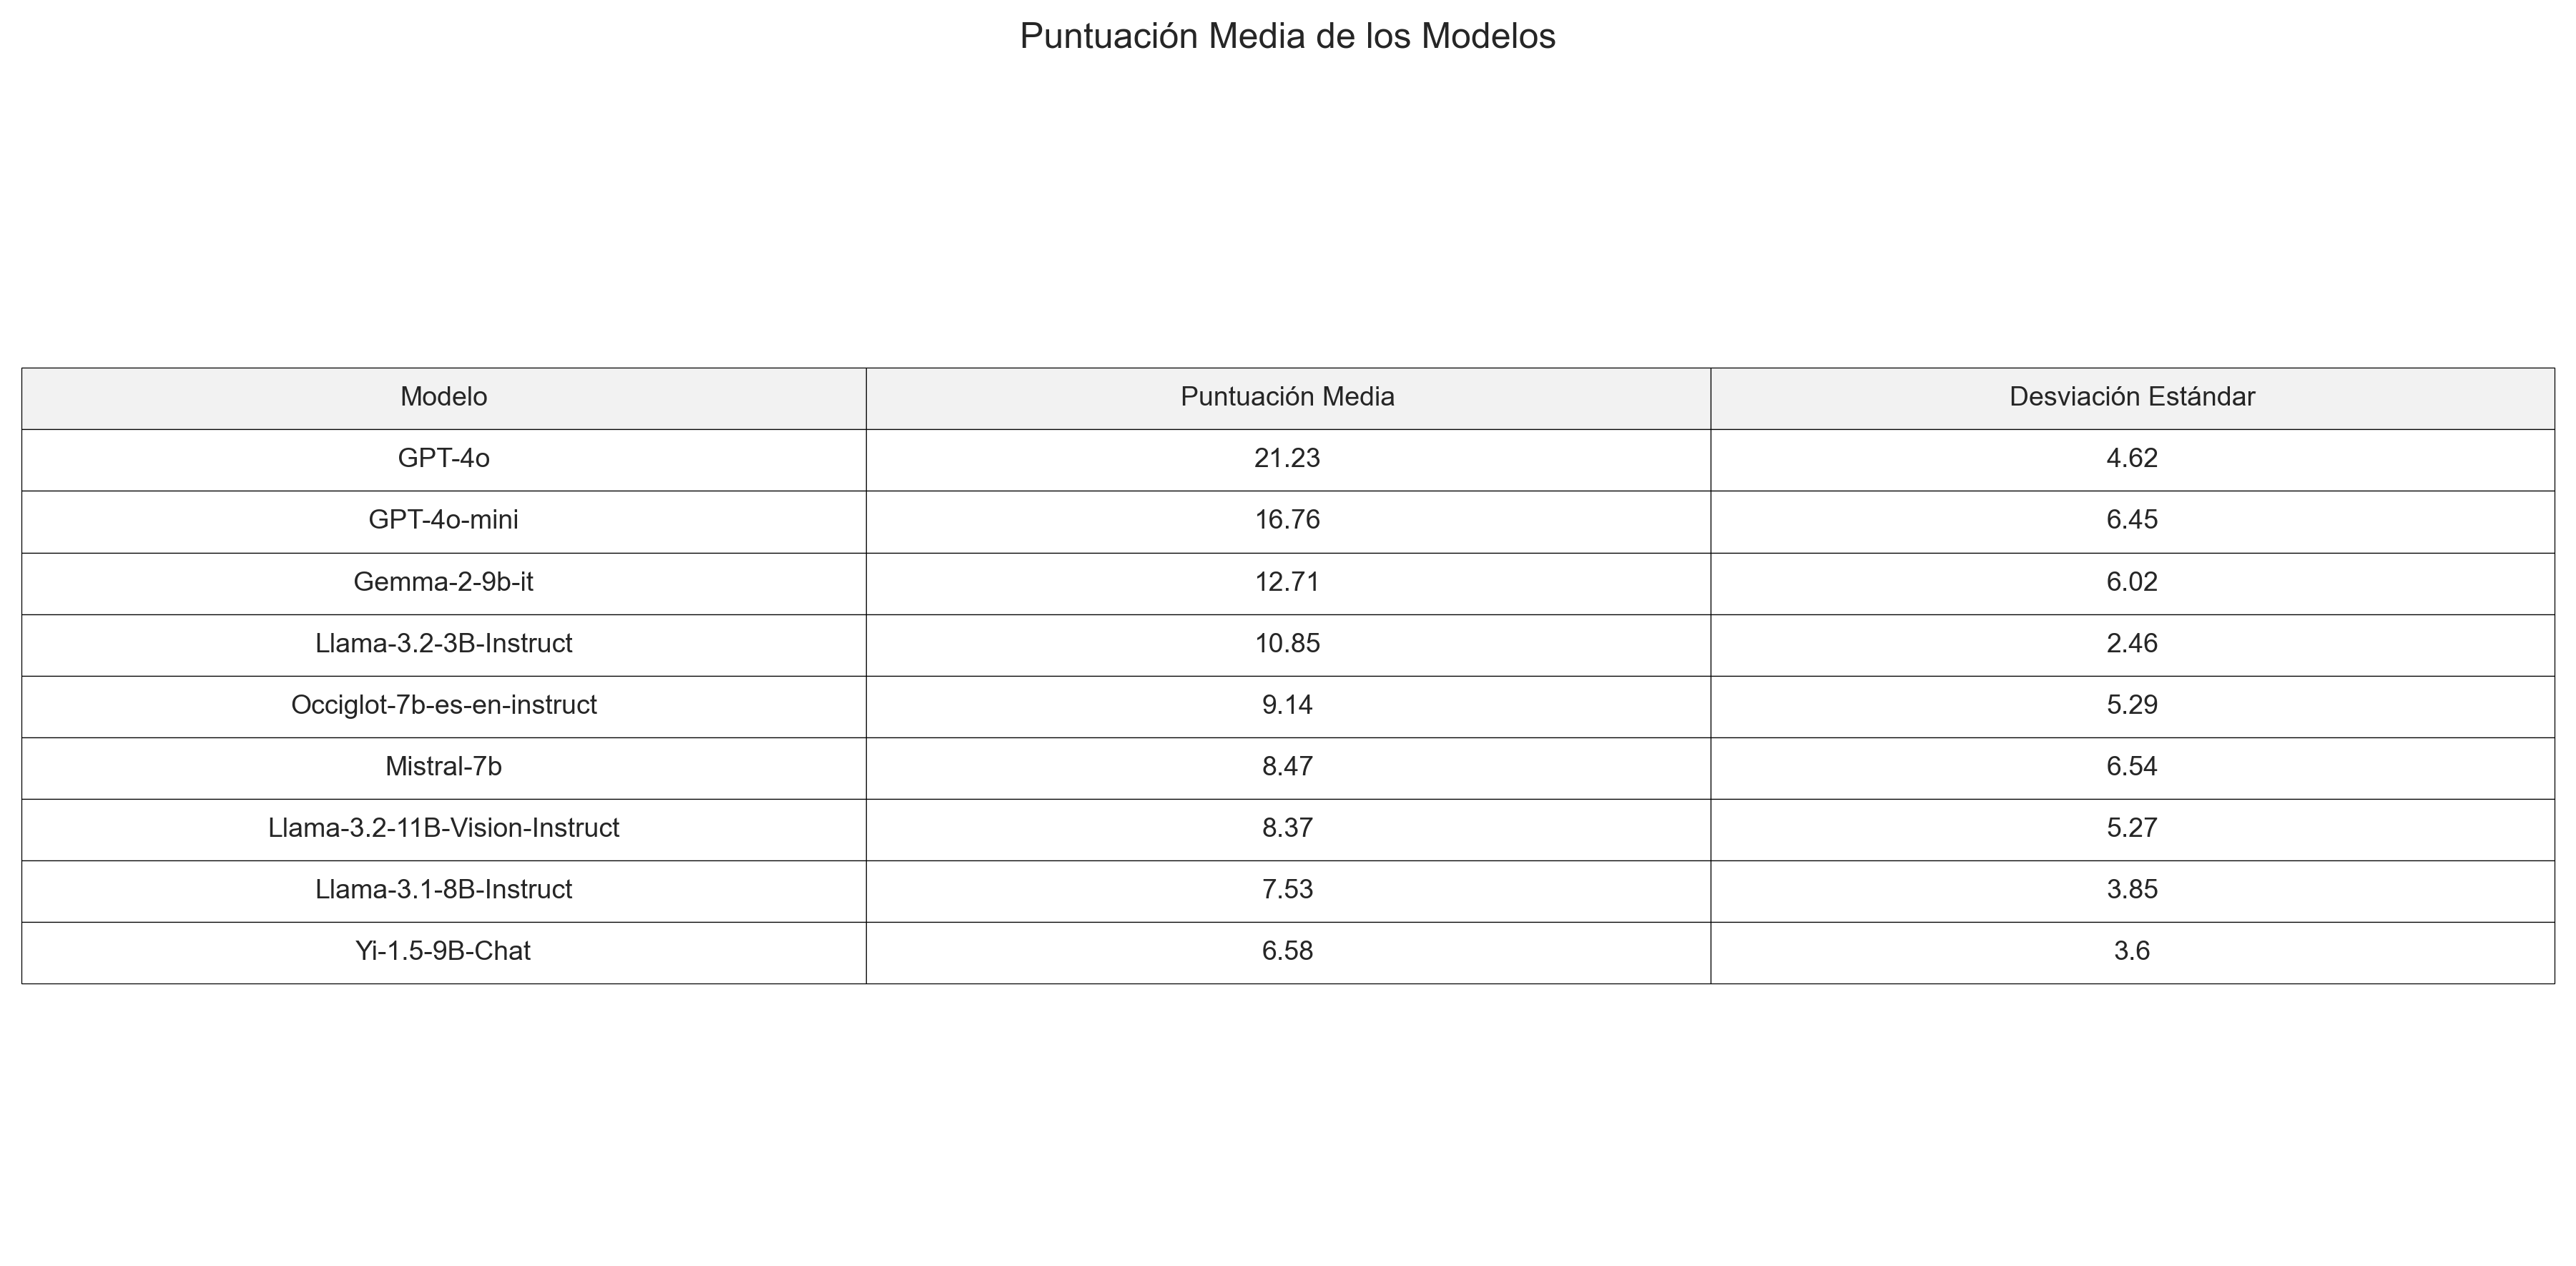 Puntuación Media de los Modelos
Modelo Puntuación Media Desviación Estándar
GPT-4o 21.23 4.62
GPT-4o-mini 16.76 6.45
Gemma-2-9b-it 12.71 6.02
Llama-3.2-3B-Instruct 10.85 2.46
Occiglot-7b-es-en-instruct 9.14 5.29
Mistral-7b 8.47 6.54
Llama-3.2-11B-Vision-Instruct 8.37 5.27
Llama-3.1-8B-Instruct 7.53 3.85
Yi-1.5-9B-Chat 6.58 3.6